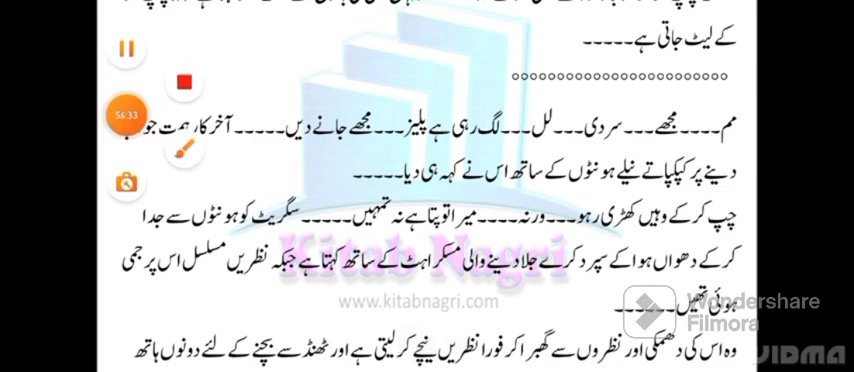 کے لیٹ جاتی ہے۔۔۔۔۔
○○○○○○○○○○○○○○○○○○○○○○○○
مم۔۔۔۔ مجھے۔۔۔ سردی۔۔۔ لل۔۔۔ لگ رہی ہے پلیز۔۔۔ مجھے جانے دیں۔۔۔۔۔ آخر کار ہمت
دینے پر کپکپاتے نیلے ہونٹوں کے ساتھ اس نے کہہ ہی دیا۔۔۔۔۔
چپ کر کے وہیں کھڑی رہو۔۔۔ ورنہ۔۔۔۔ میرا تو پتا ہے نہ تمہیں۔۔۔۔۔ سگریٹ کو ہونٹوں سے جدا
کر کے دھواں ہوا کے سپرد کرے جلا دینے والی مسکراہٹ کے ساتھ کہتا ہے جبکہ نظریں مسلسل اس پر جمی
ہوئی تھیں۔۔۔۔۔۔
وہ اس کی دھمکی اور نظروں سے گھبرا کر فورا نظریں نیچے کر لیتی ہے اور ٹھنڈ سے بچنے کے لئے دونوں ہاتھ
56:33
Kitab Nagri
www.kitabnagri.com
Wondershare
Filmora
VIDMA